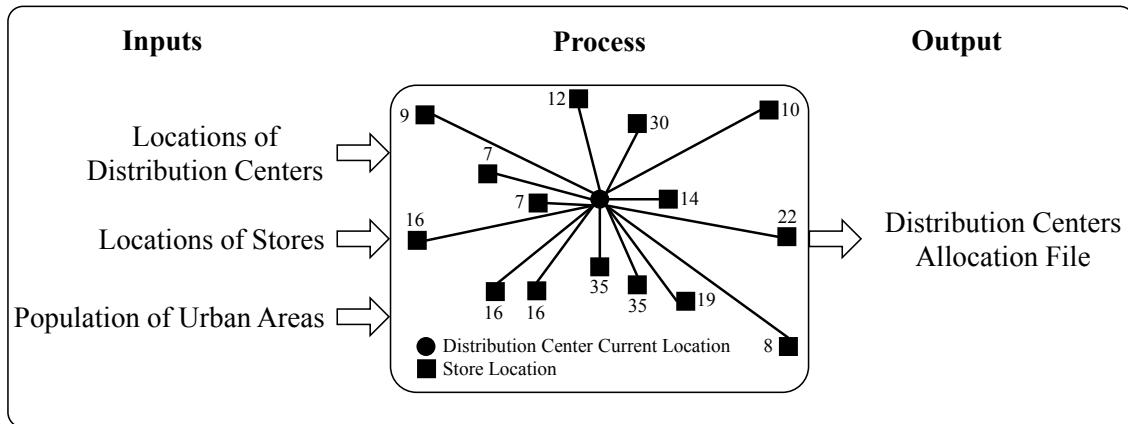 Inputs
Process
Output
Locations of
Distribution Centers
Locations of Stores
Population of Urban Areas
9
12
30
10
7
7
14
16
22
16
16
35
35
19
8
Distribution Center Current Location
Store Location
Distribution Centers
Allocation File